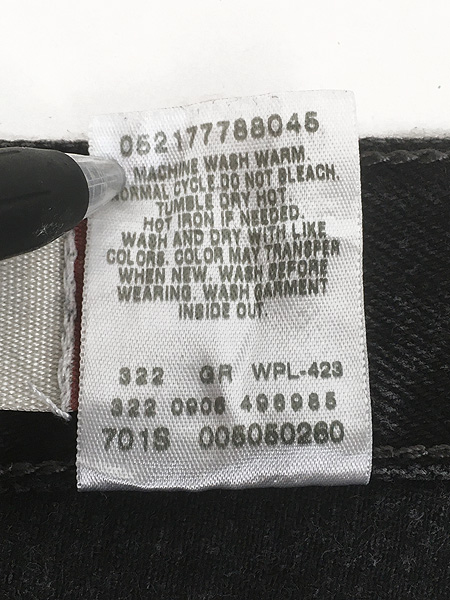 052177788045
MACHINE WASH WARM.
NORMAL CYCLE.DO NOT BLEACH.
TUMBLE DRY HOT.
HOT IRON IF NEEDED.
WASH AND DRY WITH LIKE
COLORS. COLOR MAY TRANSFER
WHEN NEW. WASH BEFORE
WEARING. WASH GARMENT
INSIDE OUT.
322 GR WPL-423
322 0906 496985
701S 005050260